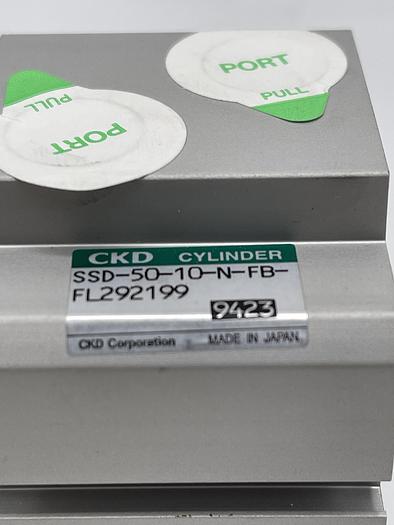 PORT
PULL
PULL
PORT
CKD CYLINDER
SSD-50-10-N-FB-
FL292199
9423
CKD Corporation MADE IN JAPAN